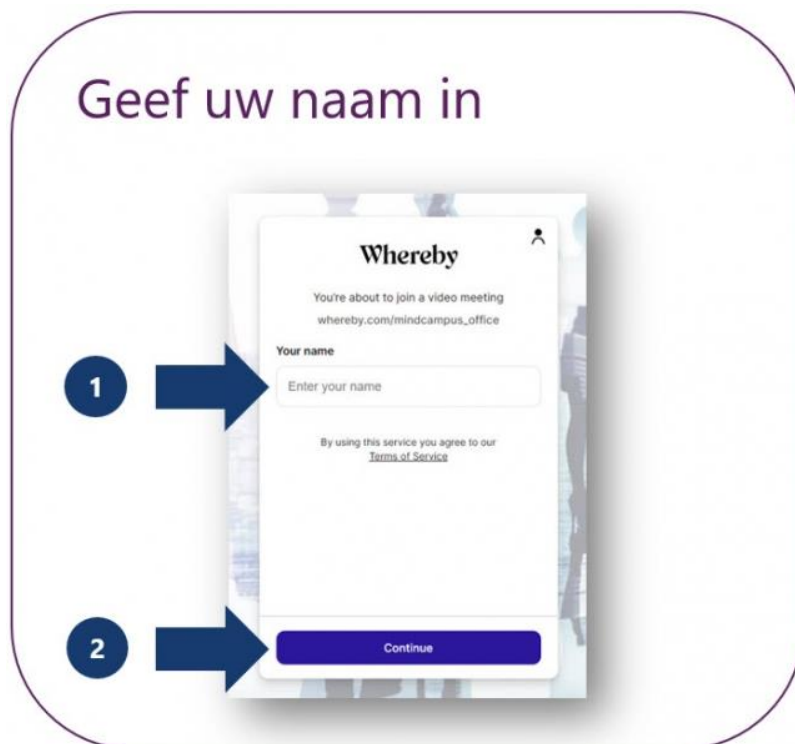 Geef uw naam in
Whereby
You're about to join a video meeting
whereby.com/mindcampus_office
Your name
1
Enter your name
By using this service you agree to our
Terms of Service
2
Continue